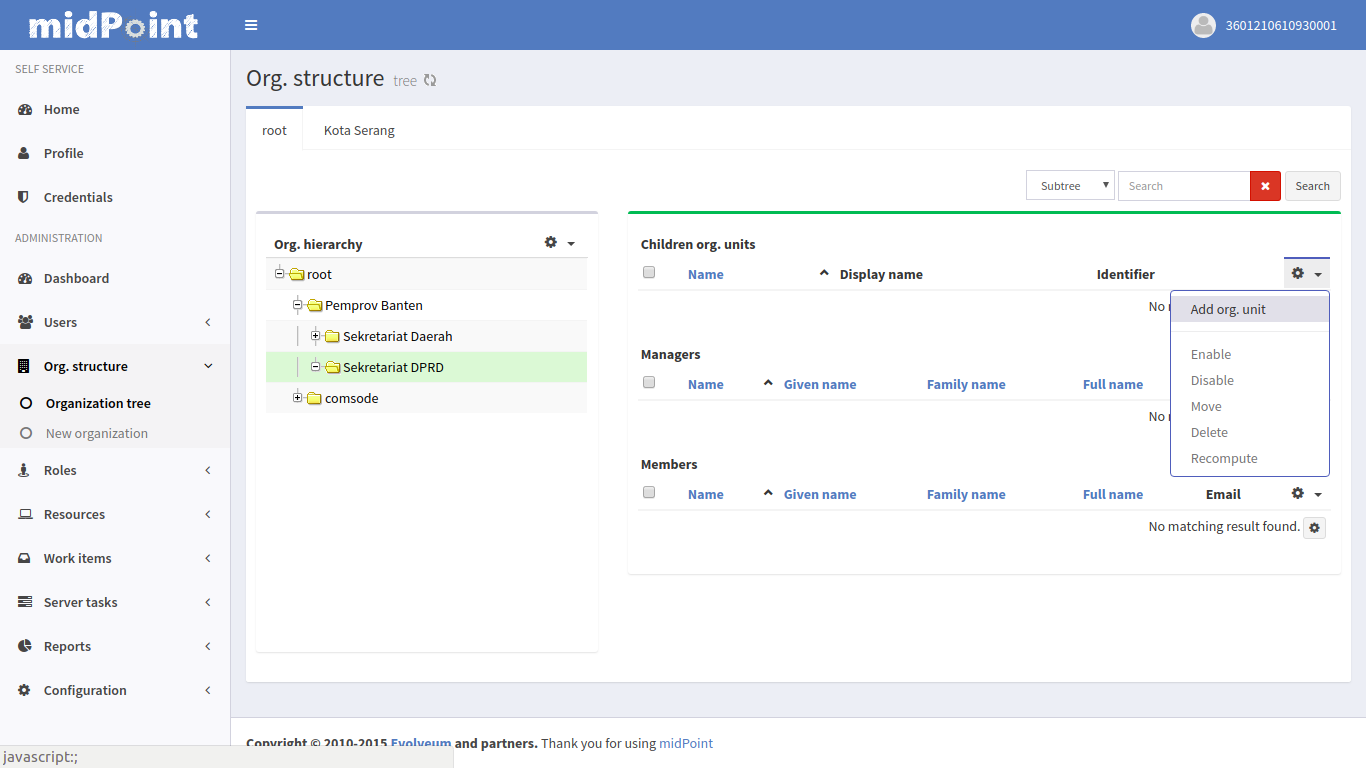 midPoint
3601210610930001
SELF SERVICE
Home
Profile
Credentials
ADMINISTRATION
Dashboard
Users
Org. structure
Organization tree
New organization
Roles
Resources
Work items
Server tasks
Reports
Configuration
Org. structure tree
root Kota Serang
Subtree Search Search
Org. hierarchy
root
Pemprov Banten
Sekretariat Daerah
Sekretariat DPRD
comsode
Children org. units
Name Display name Identifier
No
Add org. unit
Enable
Disable
Move
Delete
Recompute
Managers
Name Given name Family name Full name
No
Members
Name Given name Family name Full name Email
No matching result found.
Copyright © 2010-2015 Evolveum and partners. Thank you for using midPoint
javascript:;